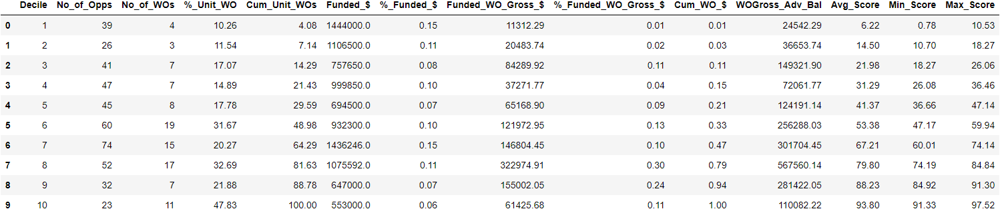 Decile No_of_Opps No_of_WOs %_Unit_WO Cum_Unit_WOs Funded_$ %_Funded_$ Funded_WO_Gross_$ %_Funded_WO_Gross_$ Cum_WO_$ WOGross_Adv_Bal Avg_Score Min_Score Max_Score
0 1 39 4 10.26 4.08 1444000.0 0.15 11312.29 0.01 0.01 24542.29 6.22 0.78 10.53
1 2 26 3 11.54 7.14 1106500.0 0.11 20483.74 0.02 0.03 36653.74 14.50 10.70 18.27
2 3 41 7 17.07 14.29 757650.0 0.08 84289.92 0.11 0.11 149321.90 21.98 18.27 26.06
3 4 47 7 14.89 21.43 999850.0 0.10 37271.77 0.04 0.15 72061.77 31.29 26.08 36.46
4 5 45 8 17.78 29.59 694500.0 0.07 65168.90 0.09 0.21 124191.14 41.37 36.66 47.14
5 6 60 19 31.67 48.98 932300.0 0.10 121972.95 0.13 0.33 256288.03 53.38 47.17 59.94
6 7 74 15 20.27 64.29 1436246.0 0.15 146804.45 0.10 0.47 301704.45 67.21 60.01 74.14
7 8 52 17 32.69 81.63 1075592.0 0.11 322974.91 0.30 0.79 567560.14 79.80 74.19 84.84
8 9 32 7 21.88 88.78 647000.0 0.07 155002.05 0.24 0.94 281422.05 88.23 84.92 91.30
9 10 23 11 47.83 100.00 553000.0 0.06 61425.68 0.11 1.00 110082.22 93.80 91.33 97.52